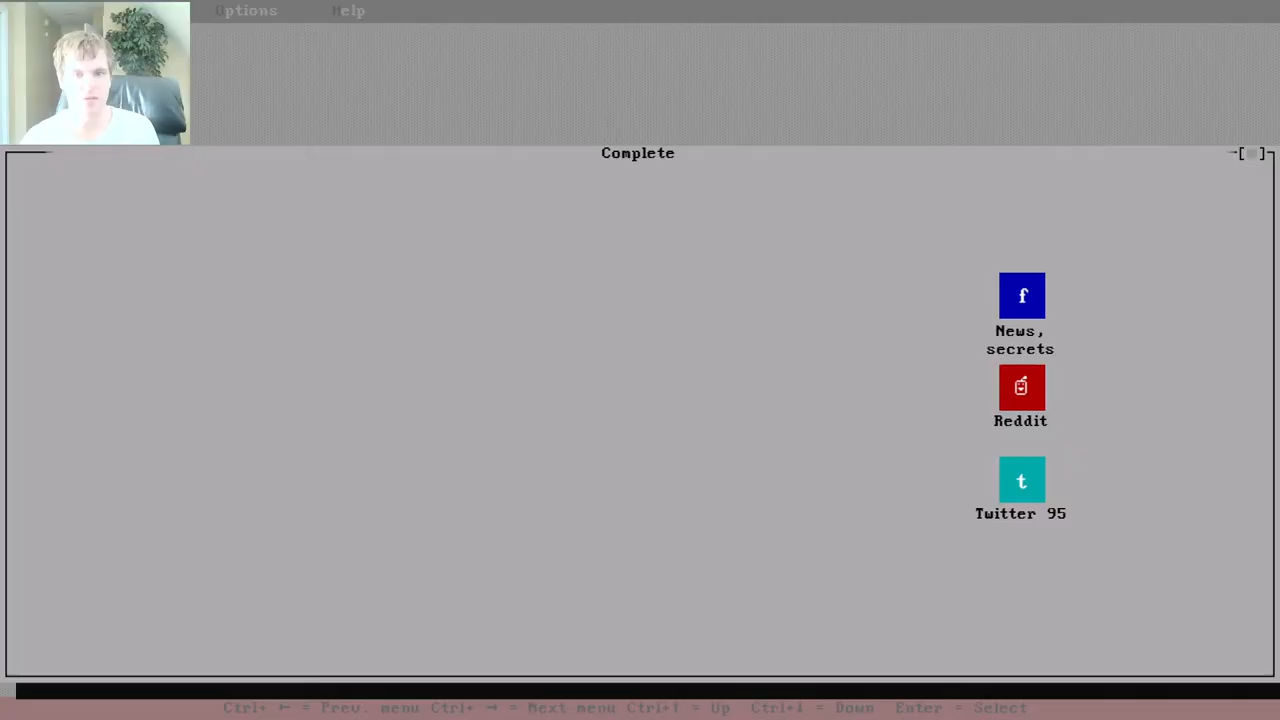 Options Help
Complete
[ ]
f
News,
secrets
Reddit
t
Twitter 95
Ctrl+ ← = Prev. menu Ctrl+ → = Next menu Ctrl+↑ = Up Ctrl+↓ = Down Enter = Select